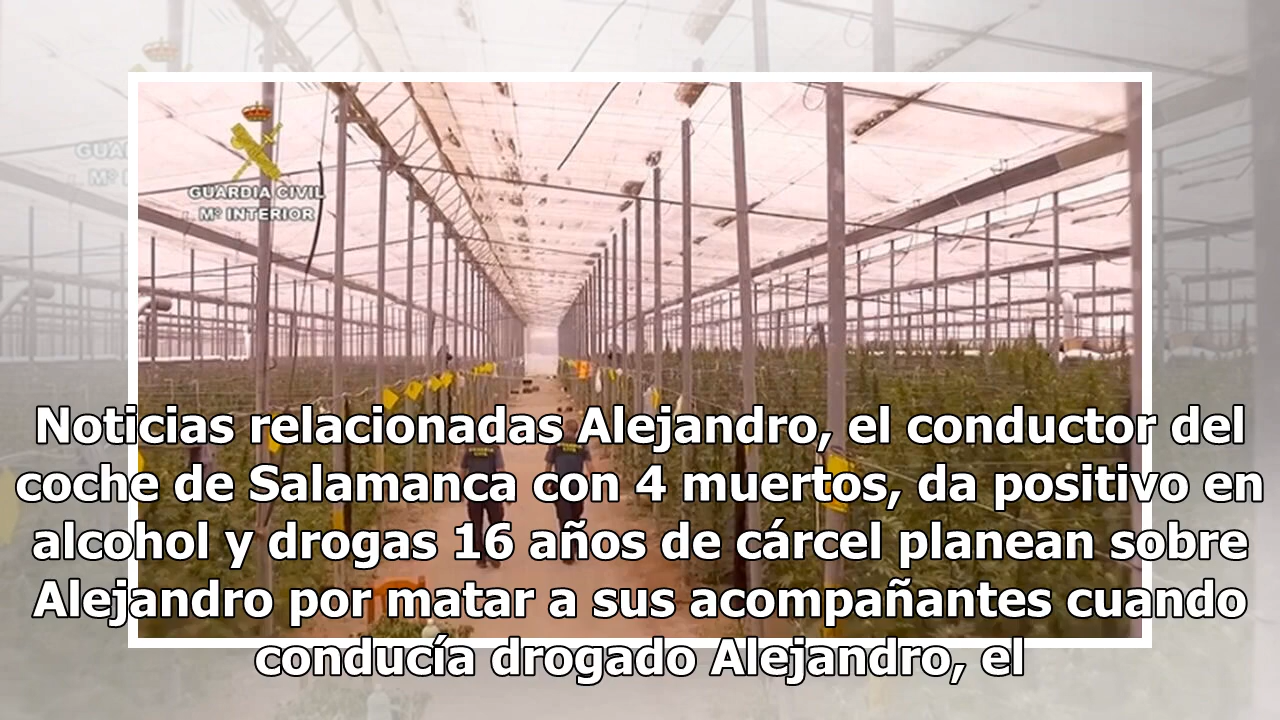 GUARDIA CIVIL
Mº INTERIOR
Noticias relacionadas Alejandro, el conductor del
coche de Salamanca con 4 muertos, da positivo en
alcohol y drogas 16 años de cárcel planean sobre
Alejandro por matar a sus acompañantes cuando
conducía drogado Alejandro, el